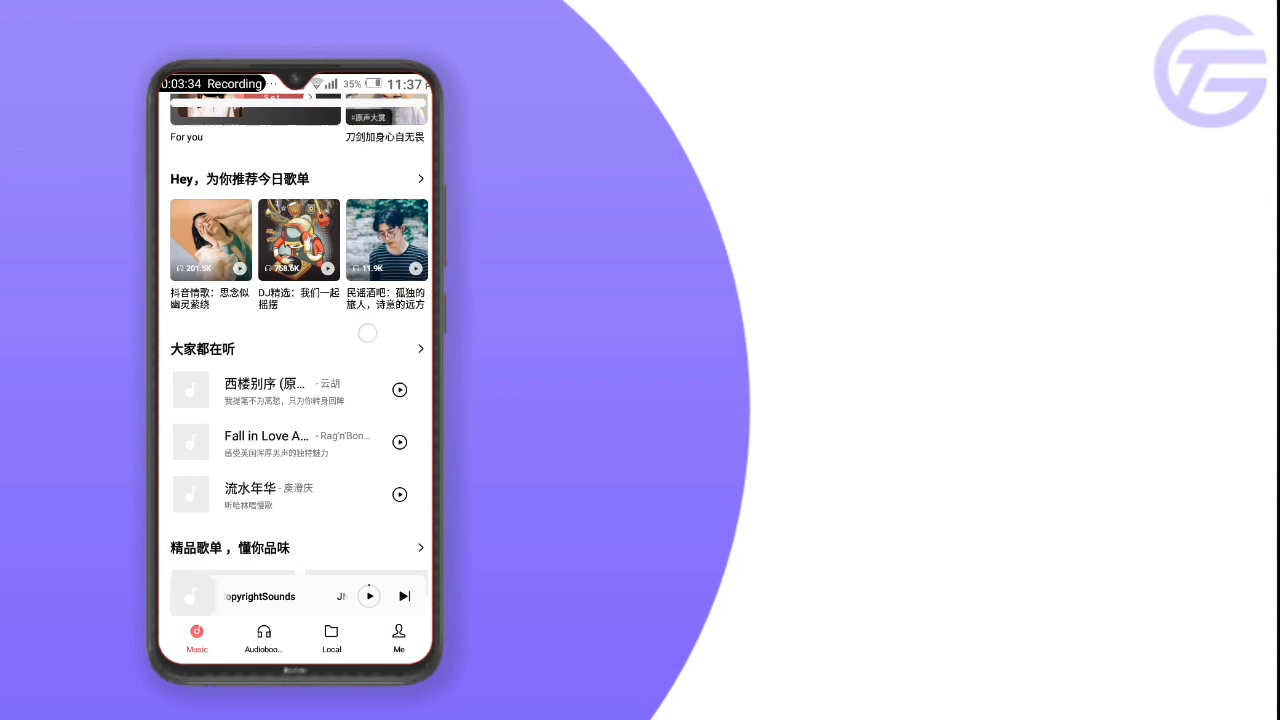 0:03:34 Recording
35%
11:37
#原声大赏
For you
刀剑加身心自无畏
Hey，为你推荐今日歌单
201.5K
768.6K
11.9K
抖音情歌：思念似
幽灵萦绕
DJ精选：我们一起
摇摆
民谣酒吧：孤独的
旅人，诗意的远方
大家都在听
西楼别序 (原... - 云胡
我提笔不为离愁，只为你转身回眸
Fall in Love A... - Rag'n'Bon...
感受英国浑厚男声的独特魅力
流水年华 - 庾澄庆
听哈林唱慢歌
精品歌单 ，懂你品味
opyrightSounds
Music
Audioboo...
Local
Me